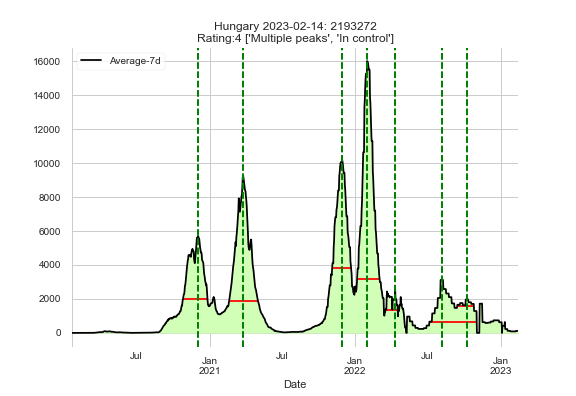 Hungary 2023-02-14: 2193272
Rating:4 ['Multiple peaks', 'In control']
Average-7d
16000
14000
12000
10000
8000
6000
4000
2000
0
Jul
Jan
2021
Jul
Jan
2022
Jul
Jan
2023
Date